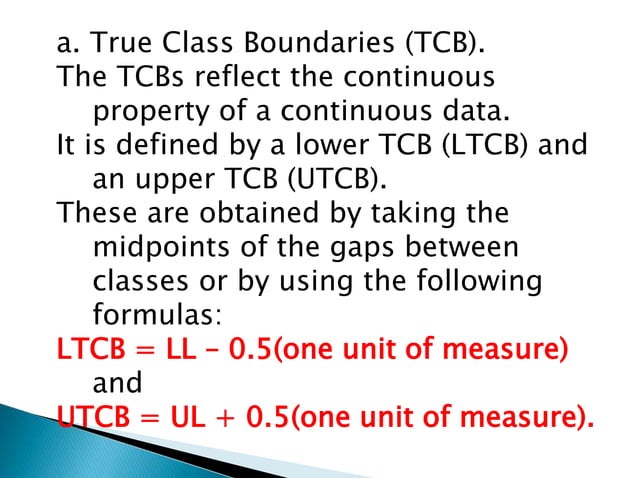 a. True Class Boundaries (TCB).
The TCBs reflect the continuous
property of a continuous data.
It is defined by a lower TCB (LTCB) and
an upper TCB (UTCB).
These are obtained by taking the
midpoints of the gaps between
classes or by using the following
formulas:
LTCB = LL – 0.5(one unit of measure)
and
UTCB = UL + 0.5(one unit of measure).